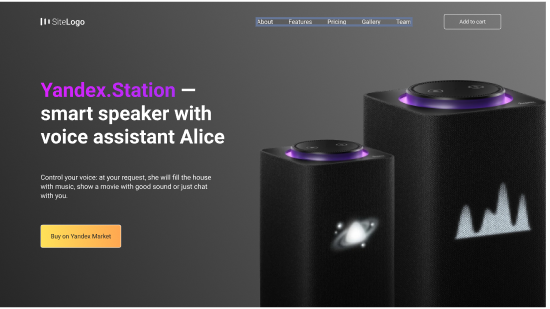 SiteLogo
About Features Pricing Gallery Team
Add to cart
Yandex.Station —
smart speaker with
voice assistant Alice
Control your voice: at your request, she will fill the house
with music, show a movie with good sound or just chat
with you.
Buy on Yandex Market